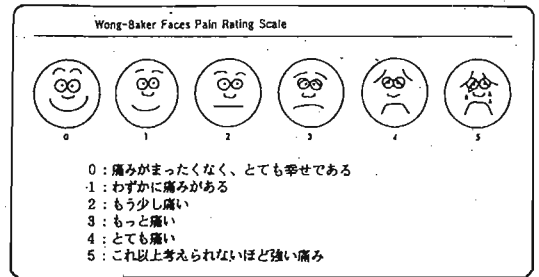 Wong-Baker Faces Pain Rating Scale
0 1 2 3 4 5
0：痛みがまったくなく、とても幸せである
1：わずかに痛みがある
2：もう少し痛い
3：もっと痛い
4：とても痛い
5：これ以上考えられないほど強い痛み